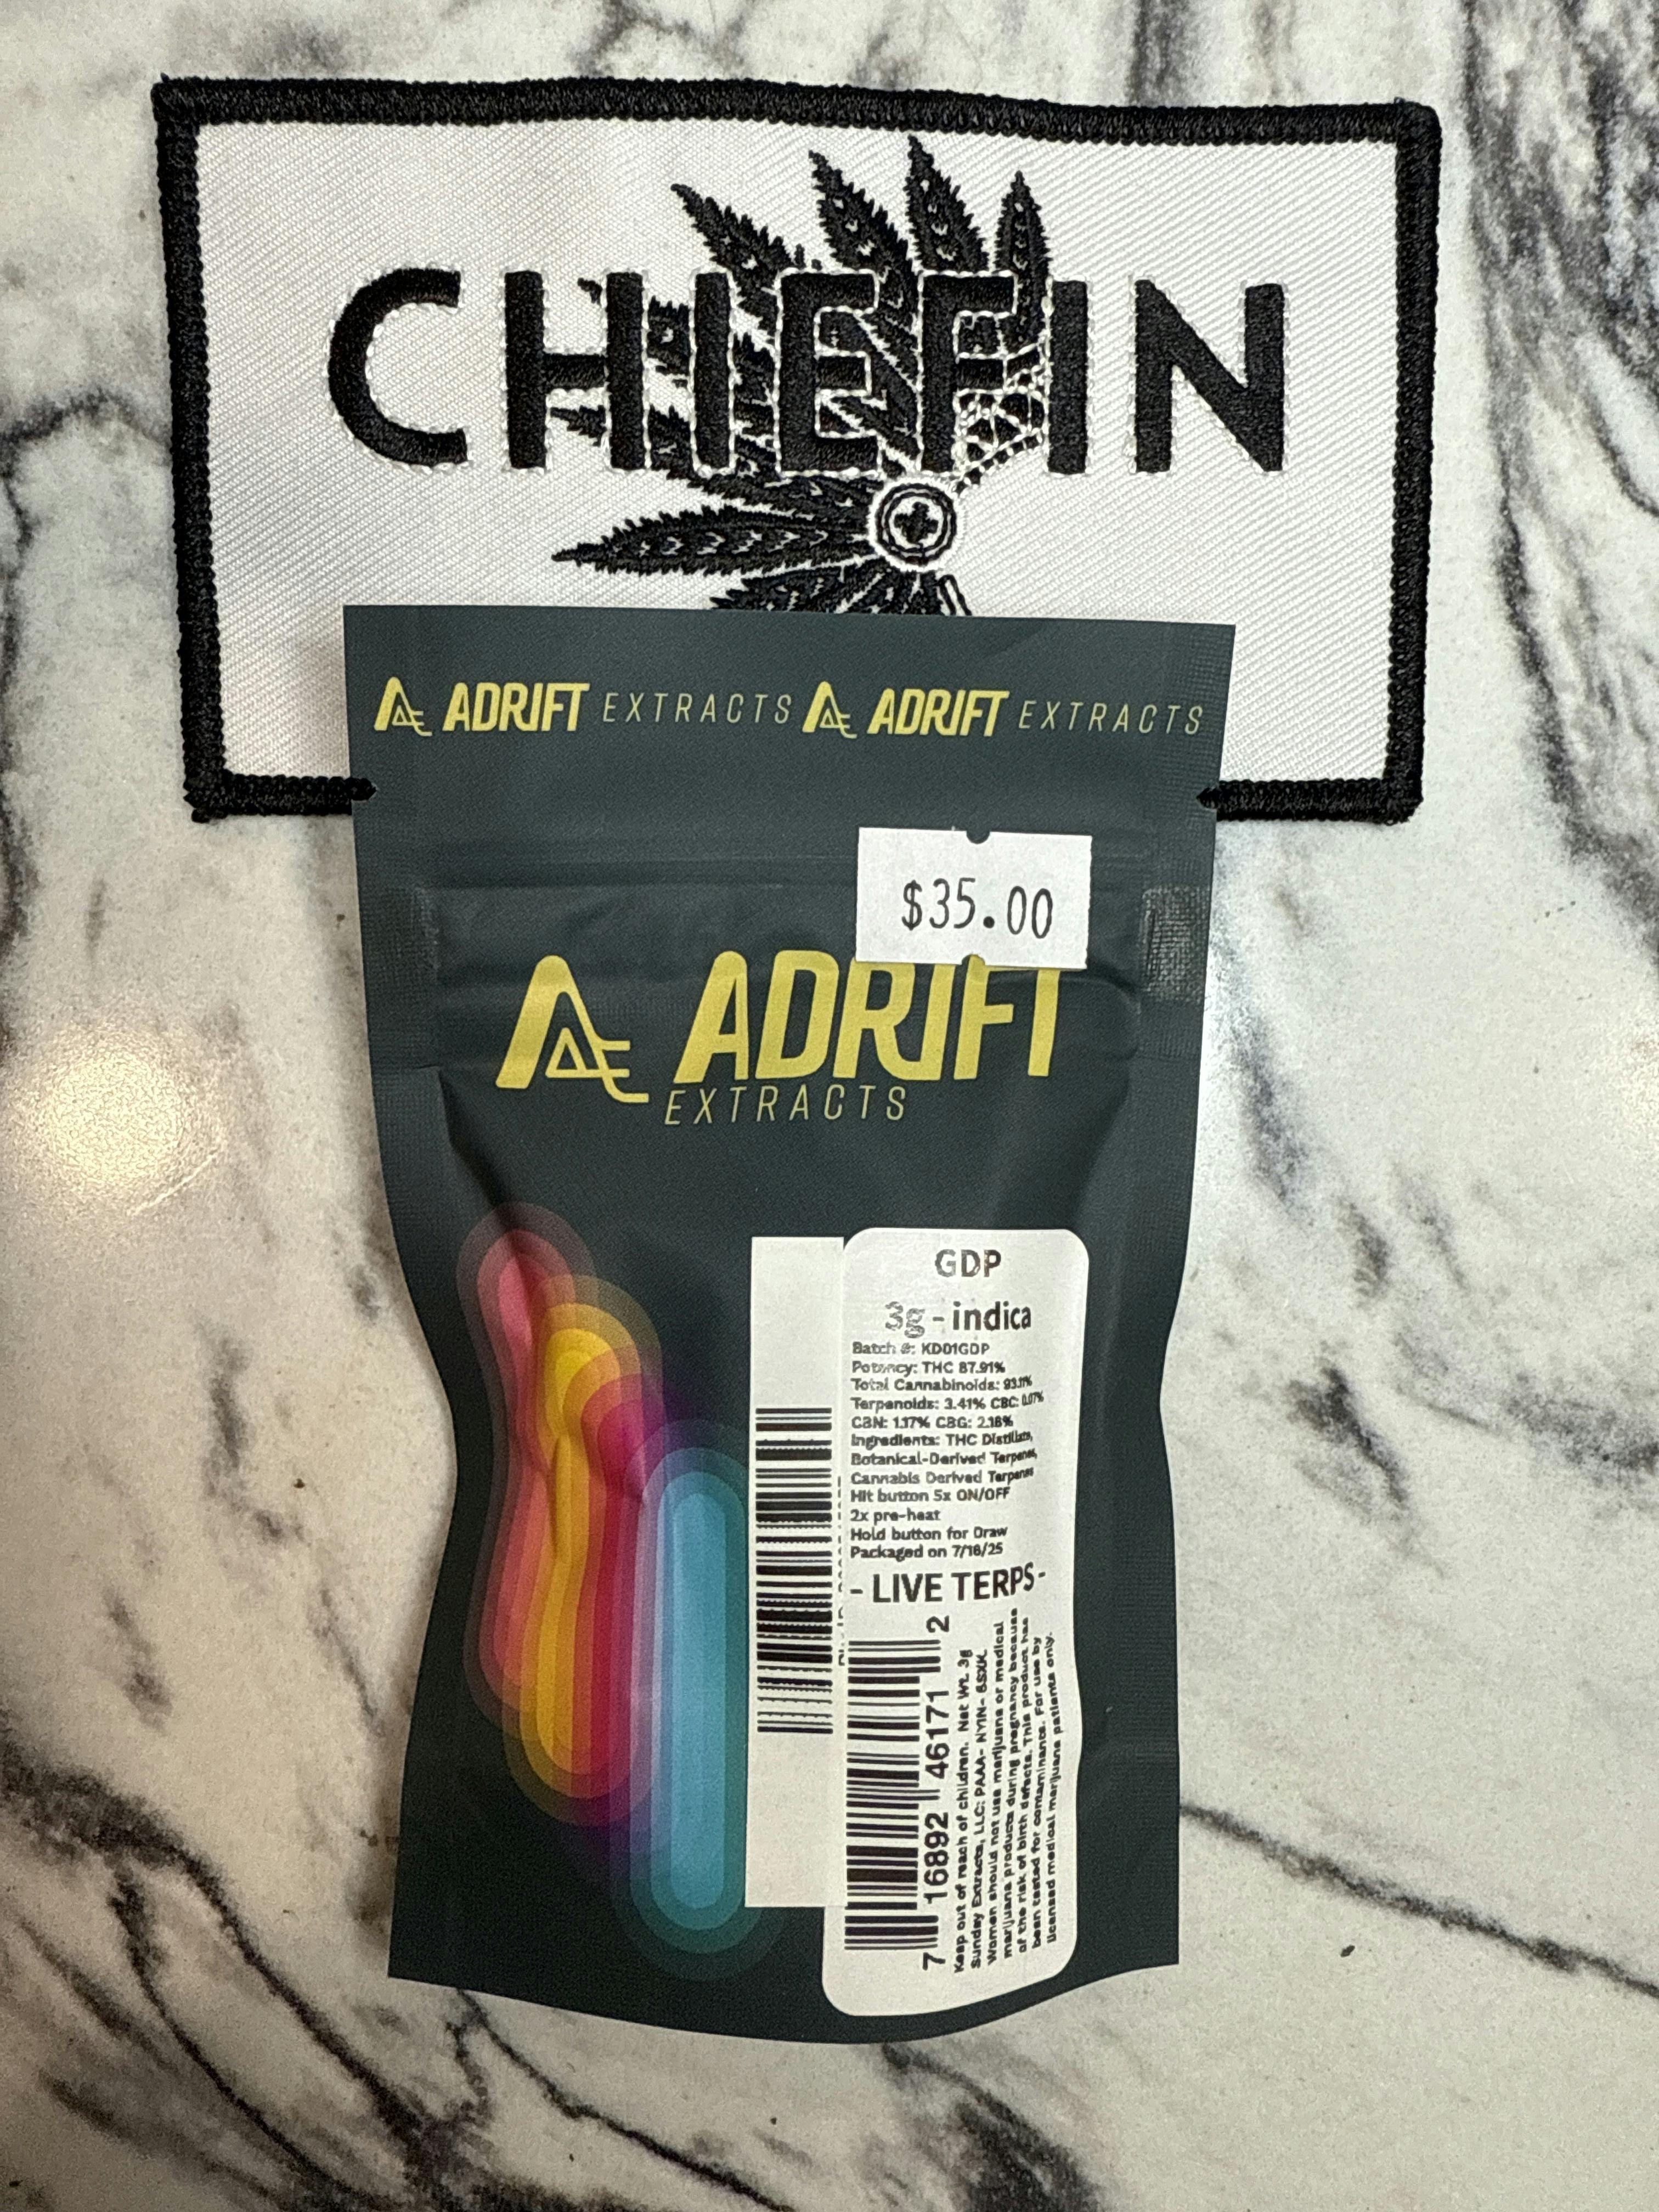 CHIEFIN
ADRIFT EXTRACTS ADRIFT EXTRACTS
$35.00
ADRIFT
EXTRACTS
GDP
3g - indica
Batch #: KD01GDP
Potency: THC 87.91%
Total Cannabinoids: 93.11%
Terpenoids: 3.41% CBC: 0.07%
CBN: 1.17% CBG: 2.18%
Ingredients: THC Distillate,
Botanical-Derived Terpenes,
Cannabis Derived Terpenes
Hit button 5x ON/OFF
2x pre-heat
Hold button for Draw
Packaged on 7/18/25
- LIVE TERPS -
7 16892 46171 2
Keep out of reach of children. Net Wt. 3g
Sunday Extracts, LLC: PAAA-
Women should not use marijuana or medical
marijuana products during pregnancy because
of the risk of birth defects. This product has
been tested for contaminants. For use by
licensed medical marijuana patients only.